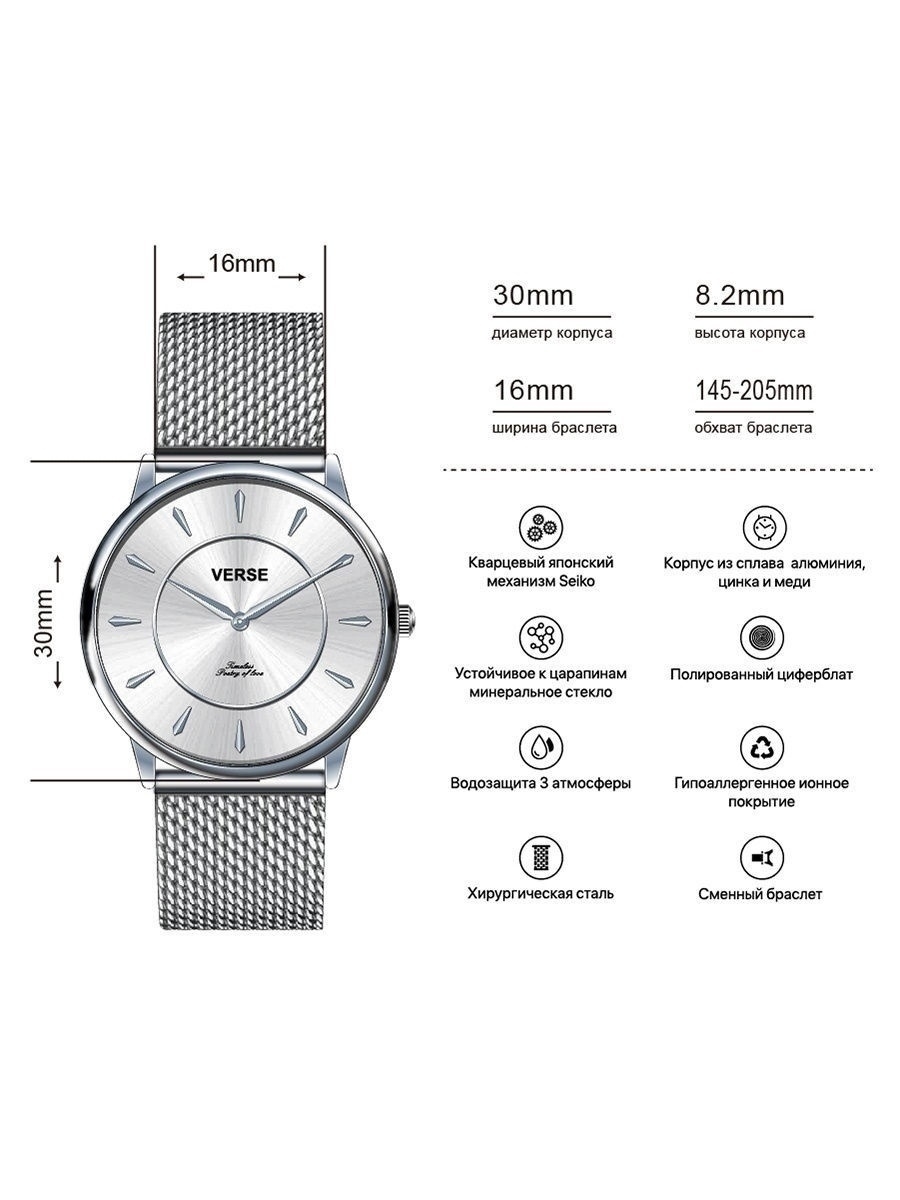 16mm
30mm
VERSE
Timeless
Poetry of love
30mm
диаметр корпуса
8.2mm
высота корпуса
16mm
ширина браслета
145-205mm
обхват браслета
Кварцевый японский
механизм Seiko
Корпус из сплава алюминия,
цинка и меди
Устойчивое к царапинам
минеральное стекло
Полированный циферблат
Водозащита 3 атмосферы
Гипоаллергенное ионное
покрытие
Хирургическая сталь
Сменный браслет